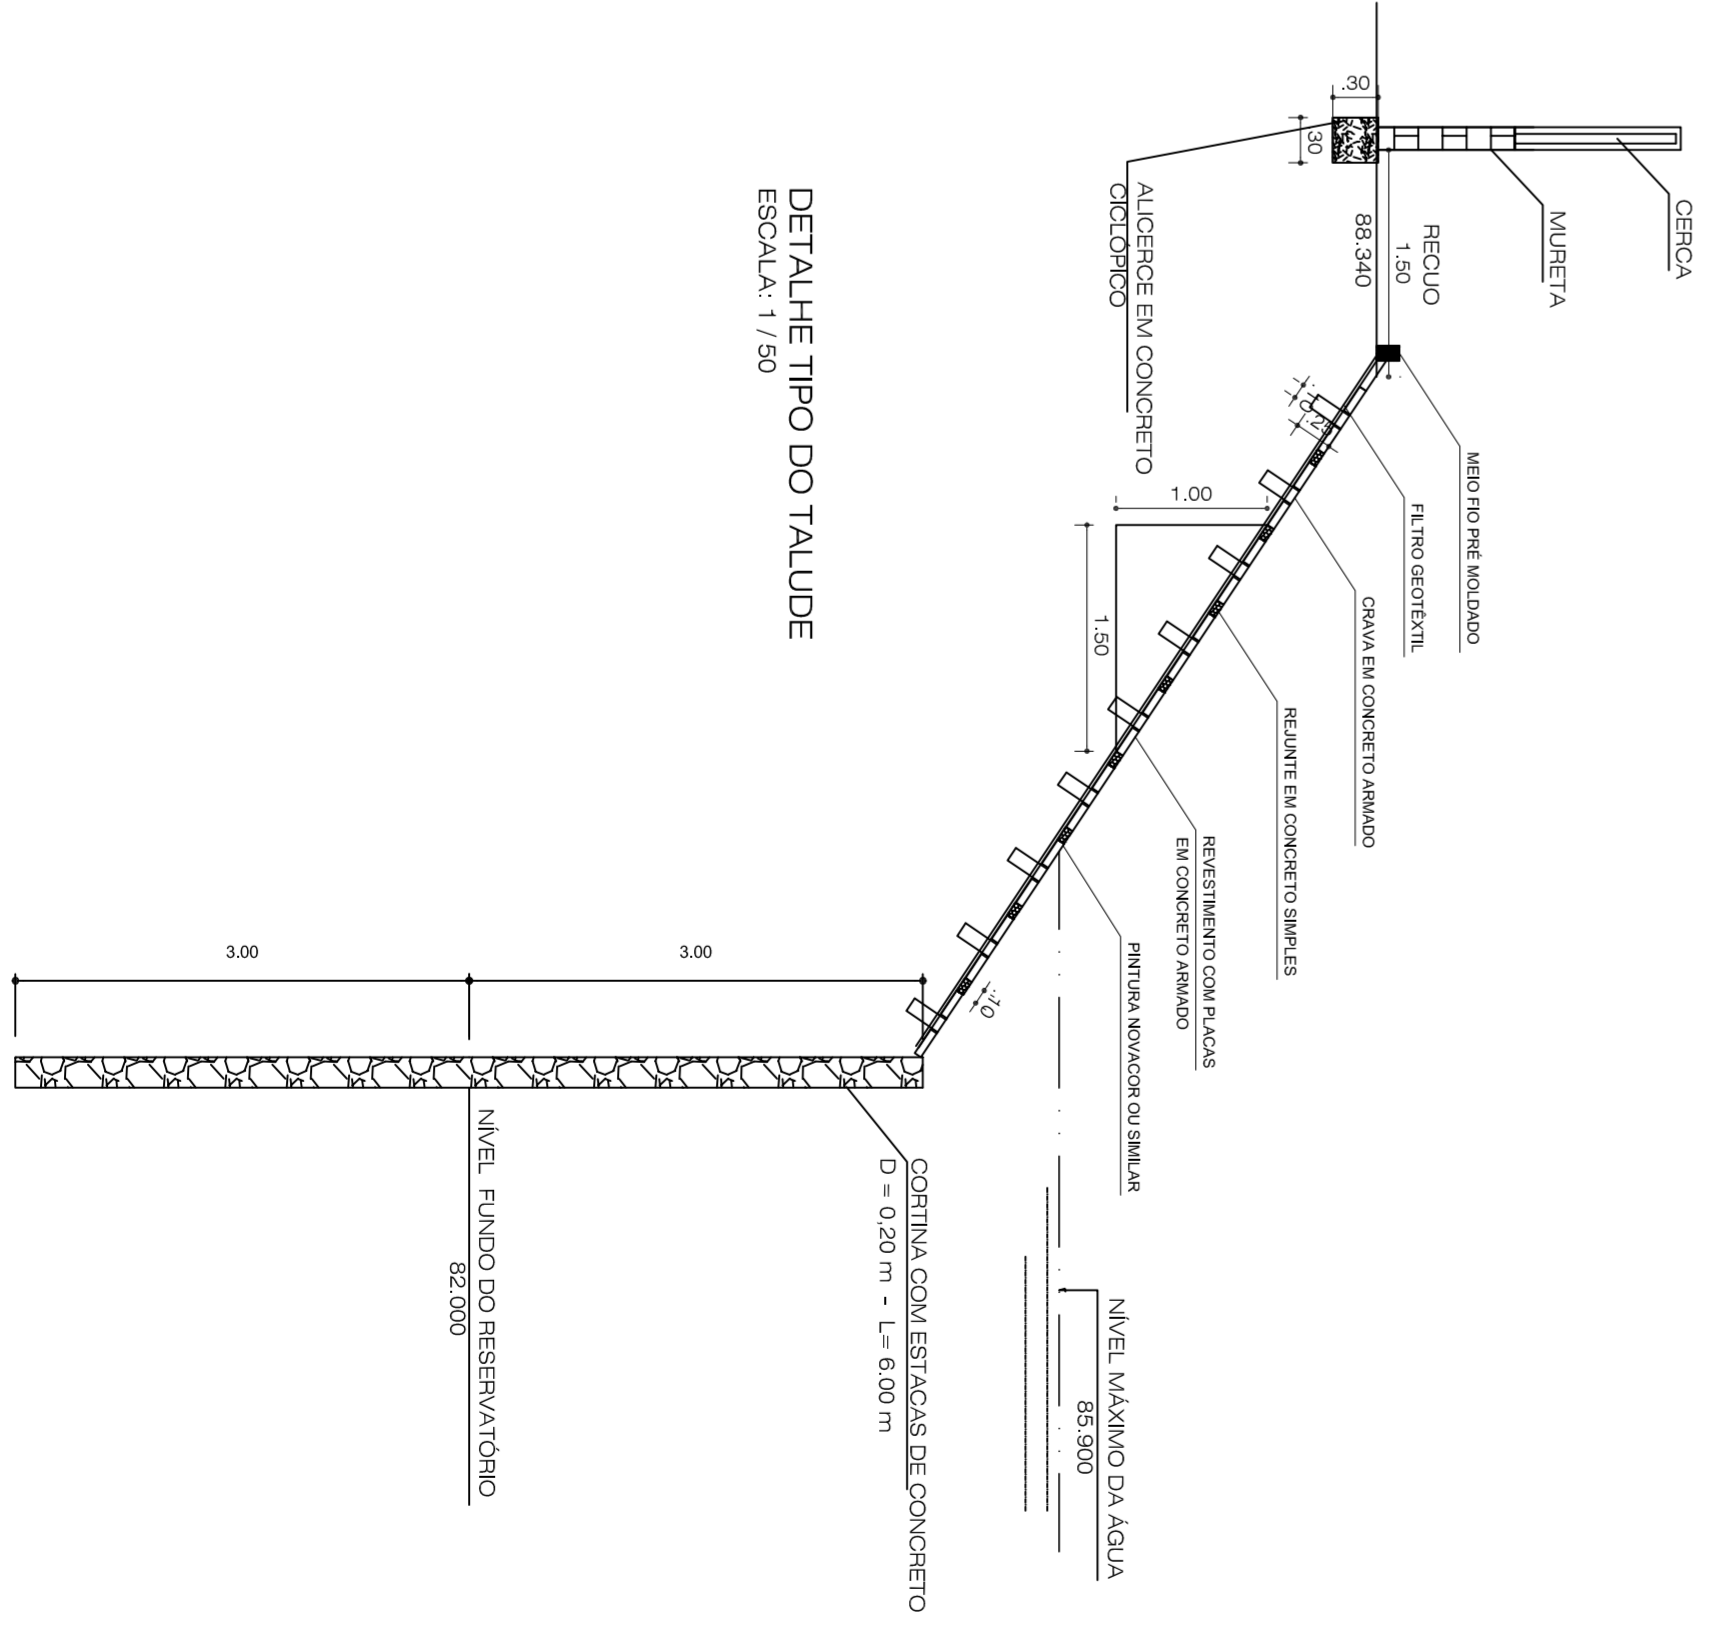 CERCA
MURETA
RECUO
1.50
88.340
.30
.30
ALICERCE EM CONCRETO
CICLÓPICO
MEIO FIO PRÉ MOLDADO
FILTRO GEOTÊXTIL
CRAVA EM CONCRETO ARMADO
REJUNTE EM CONCRETO SIMPLES
REVESTIMENTO COM PLACAS
EM CONCRETO ARMADO
PINTURA NOVACOR OU SIMILAR
0.25
1.00
1.50
.10
NÍVEL MÁXIMO DA ÁGUA
85.900
CORTINA COM ESTACAS DE CONCRETO
D = 0,20 m - L= 6.00 m
3.00
3.00
NÍVEL FUNDO DO RESERVATÓRIO
82.000
DETALHE TIPO DO TALUDE
ESCALA: 1 / 50